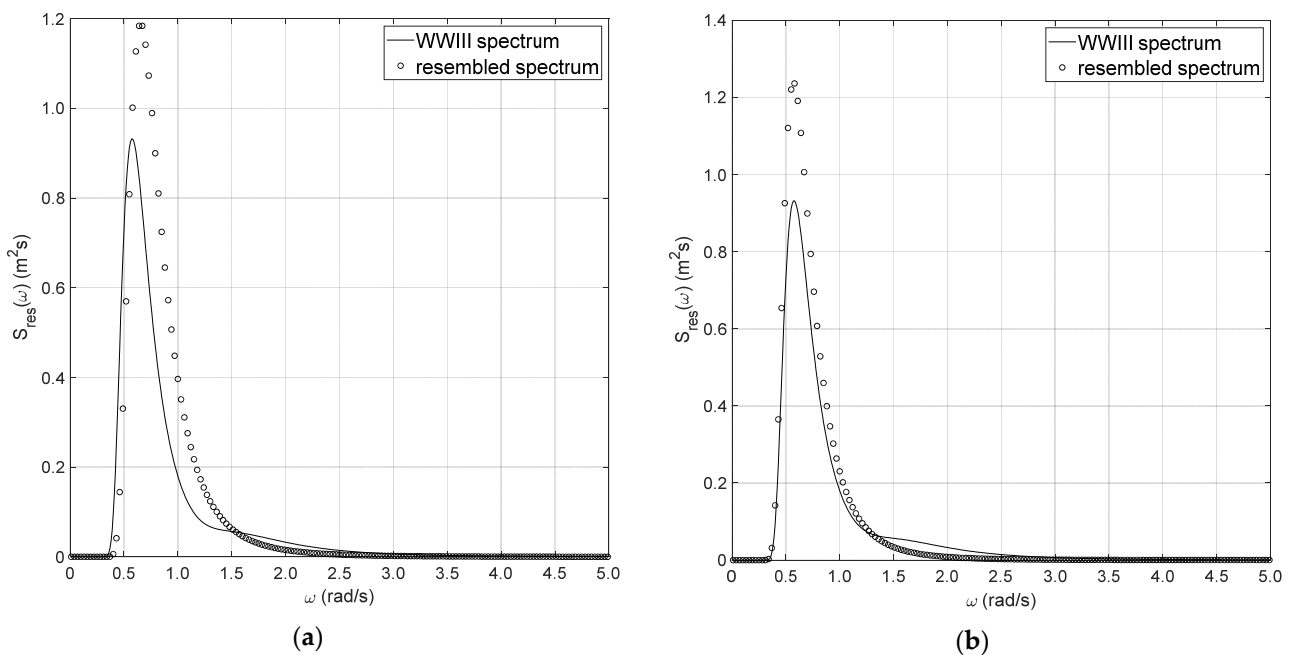 1.2
1.0
0.8
0.6
0.4
0.2
0
S_res(ω) (m²s)
WWIII spectrum
resembled spectrum
0 0.5 1.0 1.5 2.0 2.5 3.0 3.5 4.0 4.5 5.0
ω (rad/s)
(a)
1.4
1.2
1.0
0.8
0.6
0.4
0.2
0
S_res(ω) (m²s)
WWIII spectrum
resembled spectrum
0 0.5 1.0 1.5 2.0 2.5 3.0 3.5 4.0 4.5 5.0
ω (rad/s)
(b)